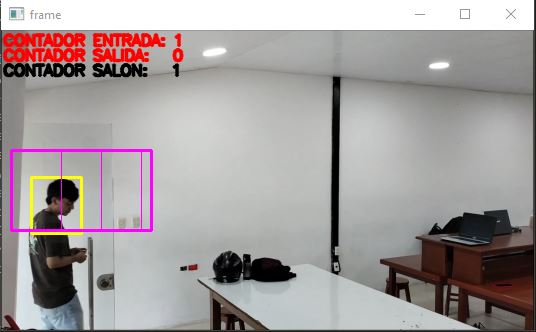 frame
CONTADOR ENTRADA: 1
CONTADOR SALIDA: 0
CONTADOR SALON: 1